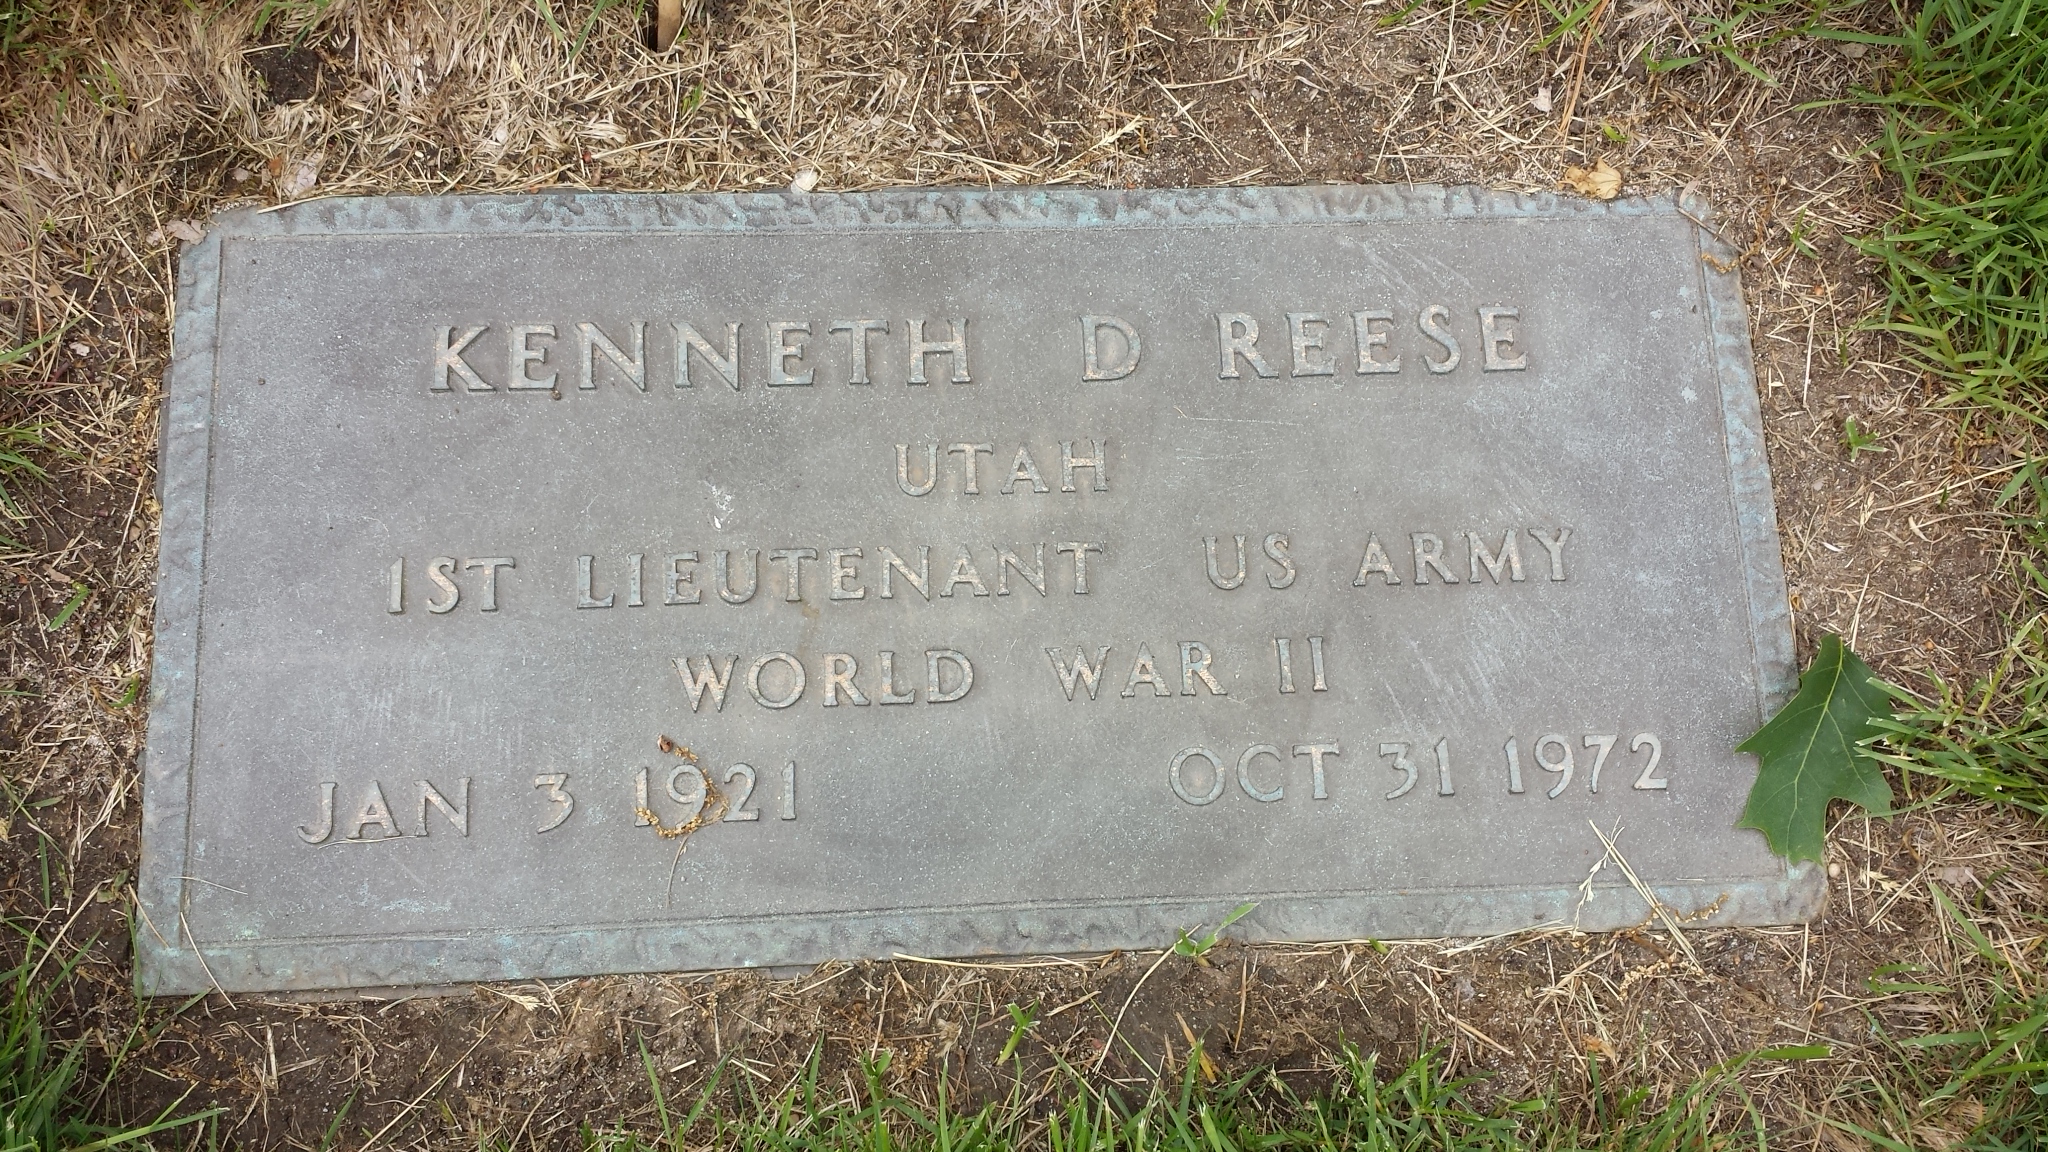 KENNETH D REESE
UTAH
1ST LIEUTENANT US ARMY
WORLD WAR II
JAN 3 1921 OCT 31 1972